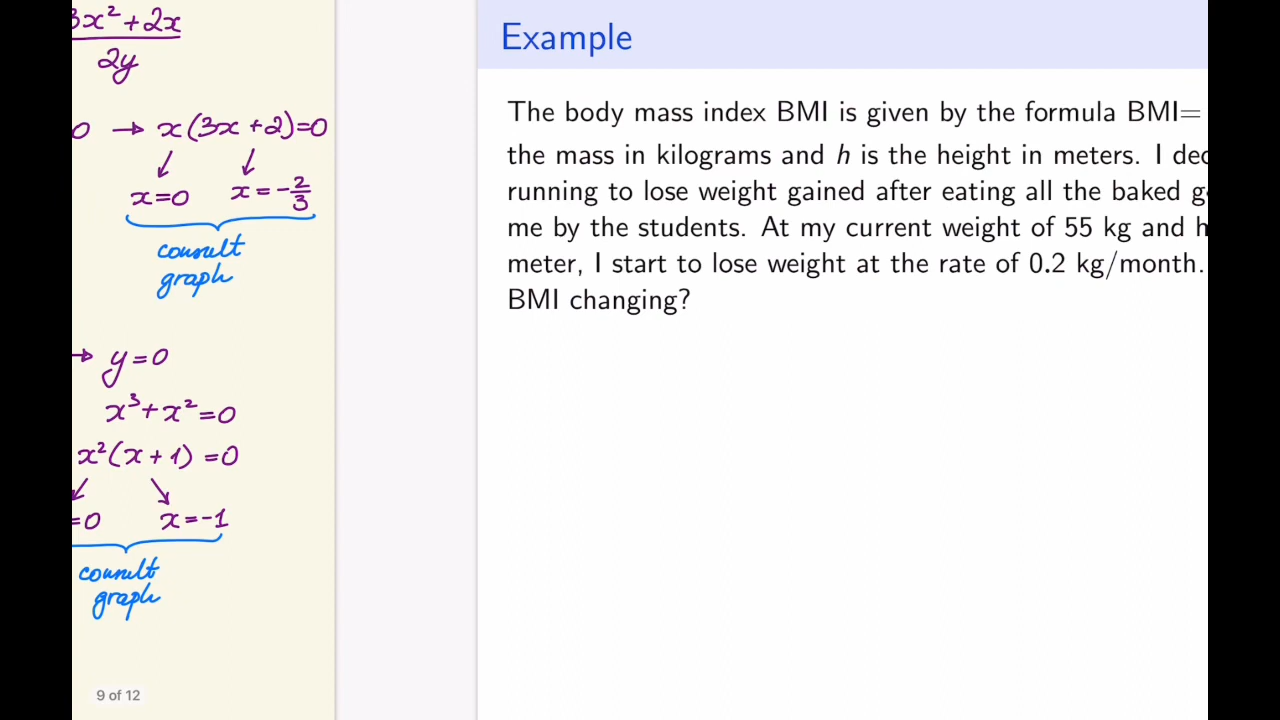 3x² + 2x
2y
0 → x(3x + 2) = 0
x = 0 x = -2/3
consult
graph
→ y = 0
x³ + x² = 0
x²(x + 1) = 0
= 0 x = -1
consult
graph
9 of 12
Example
The body mass index BMI is given by the formula BMI=
the mass in kilograms and h is the height in meters. I dec
running to lose weight gained after eating all the baked g
me by the students. At my current weight of 55 kg and h
meter, I start to lose weight at the rate of 0.2 kg/month.
BMI changing?